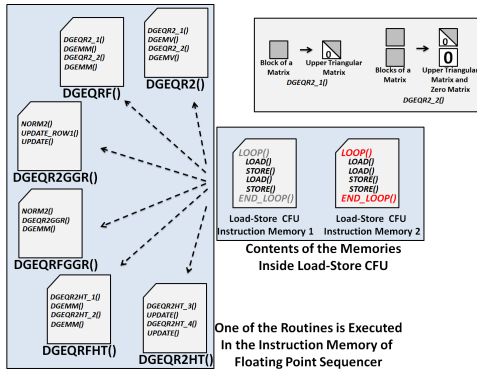 DGEQR2_1()
DGEMM()
DGEQR2_2()
DGEMM()
DGEQRF()
DGEQR2_1()
DGEMV()
DGEQR2_2()
DGEMV()
DGEQR2()
NORM2()
UPDATE_ROW1()
UPDATE()
DGEQR2GGR()
NORM2()
DGEQR2GGR()
DGEMM()
DGEQRFGGR()
DGEQR2HT_1()
DGEMM()
DGEQR2HT_2()
DGEMM()
DGEQRFHT()
DGEQR2HT_3()
UPDATE()
DGEQR2HT_4()
UPDATE()
DGEQR2HT()
0
Block of a
Matrix
Upper Triangular
Matrix
DGEQR2_1()
0
0
Blocks of a
Matrix
Upper Triangular
Matrix and
Zero Matrix
DGEQR2_2()
LOOP()
LOAD()
STORE()
LOAD()
STORE()
END_LOOP()
Load-Store CFU
Instruction Memory 1
LOOP()
LOAD()
STORE()
LOAD()
STORE()
END_LOOP()
Load-Store CFU
Instruction Memory 2
Contents of the Memories
Inside Load-Store CFU
One of the Routines is Executed
In the Instruction Memory of
Floating Point Sequencer